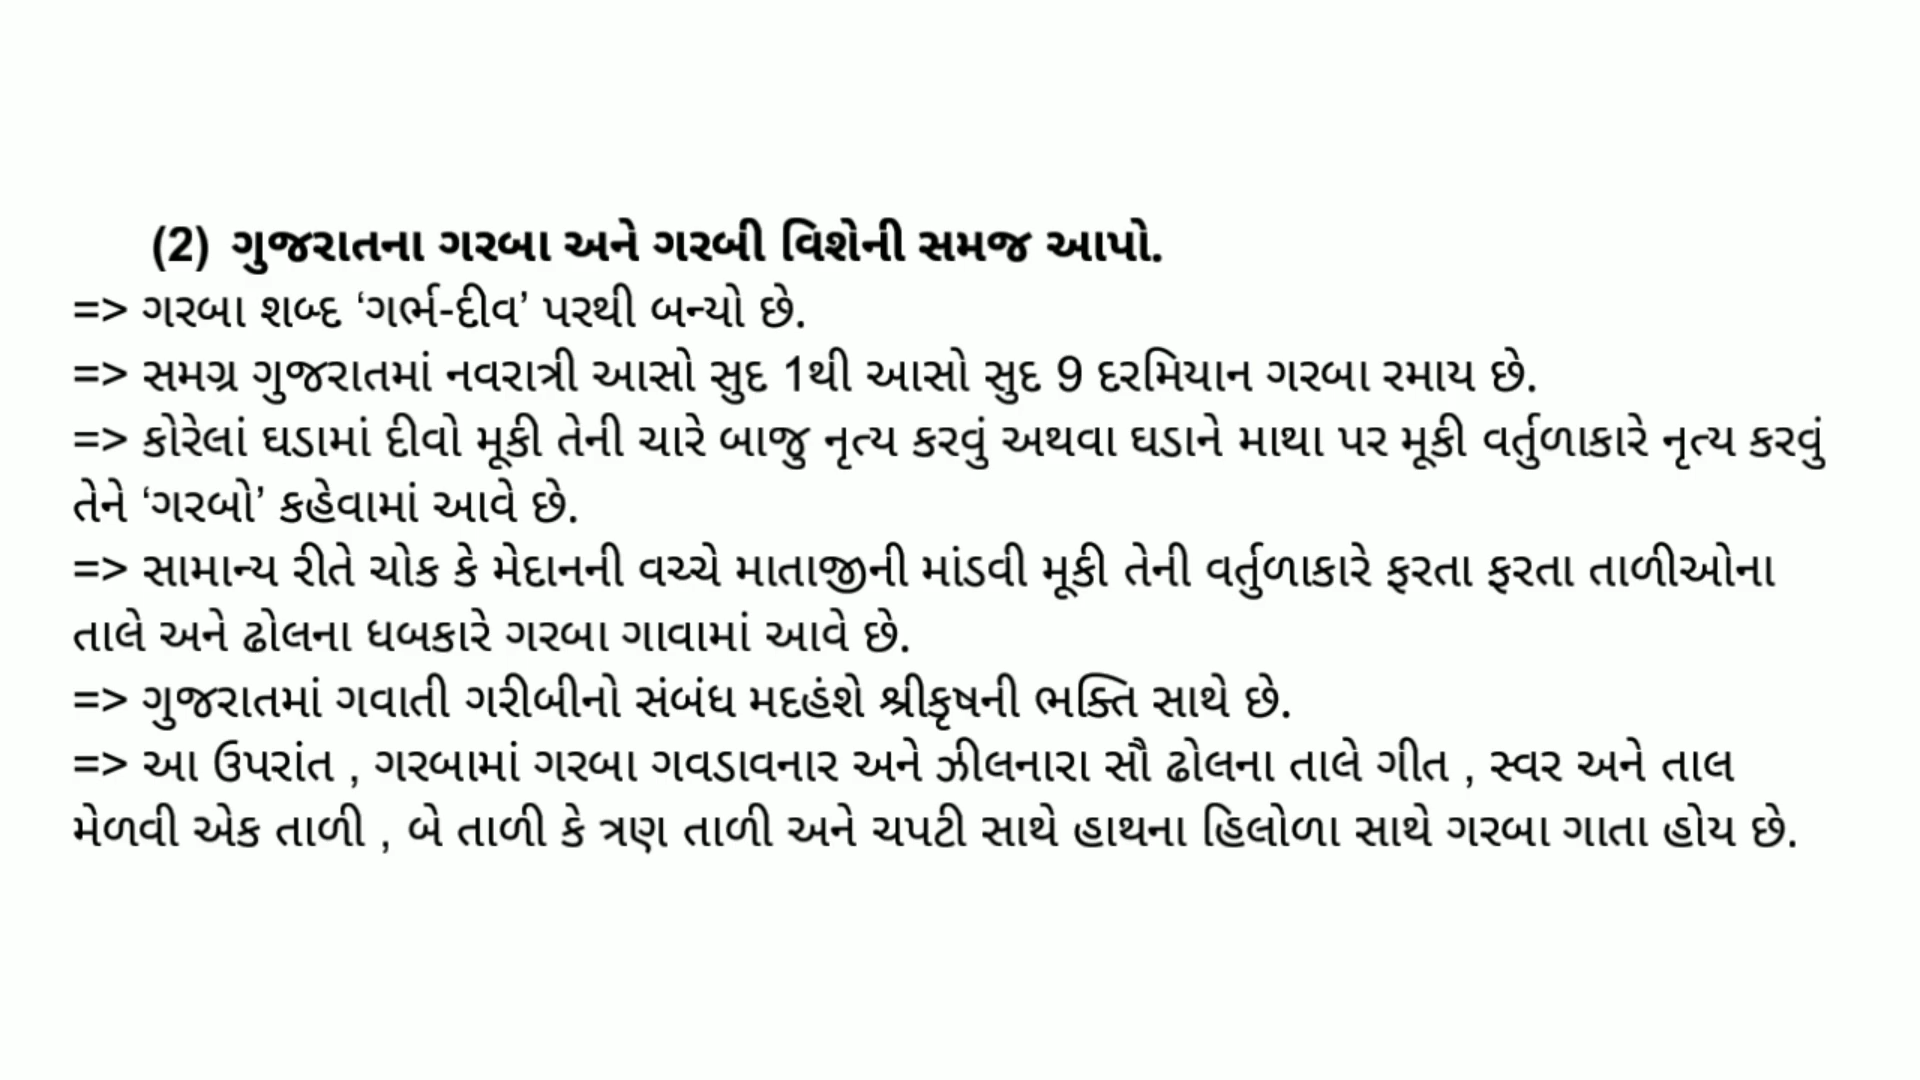 (2) ગુજરાતના ગરબા અને ગરબી વિશેની સમજ આપો.
=> ગરબા શબ્દ ‘ગર્ભ-દીવ’ પરથી બન્યો છે.
=> સમગ્ર ગુજરાતમાં નવરાત્રી આસો સુદ 1થી આસો સુદ 9 દરમિયાન ગરબા રમાય છે.
=> કોરેલાં ઘડામાં દીવો મૂકી તેની ચારે બાજુ નૃત્ય કરવું અથવા ઘડાને માથા પર મૂકી વર્તુળાકારે નૃત્ય કરવું
તેને ‘ગરબો’ કહેવામાં આવે છે.
=> સામાન્ય રીતે ચોક કે મેદાનની વચ્ચે માતાજીની માંડવી મૂકી તેની વર્તુળાકારે ફરતા ફરતા તાળીઓના
તાલે અને ઢોલના ધબકારે ગરબા ગાવામાં આવે છે.
=> ગુજરાતમાં ગવાતી ગરીબીનો સંબંધ મદહંશે શ્રીકૃષની ભક્તિ સાથે છે.
=> આ ઉપરાંત , ગરબામાં ગરબા ગવડાવનાર અને ઝીલનારા સૌ ઢોલના તાલે ગીત , સ્વર અને તાલ
મેળવી એક તાળી , બે તાળી કે ત્રણ તાળી અને ચપટી સાથે હાથના હિલોળા સાથે ગરબા ગાતા હોય છે.